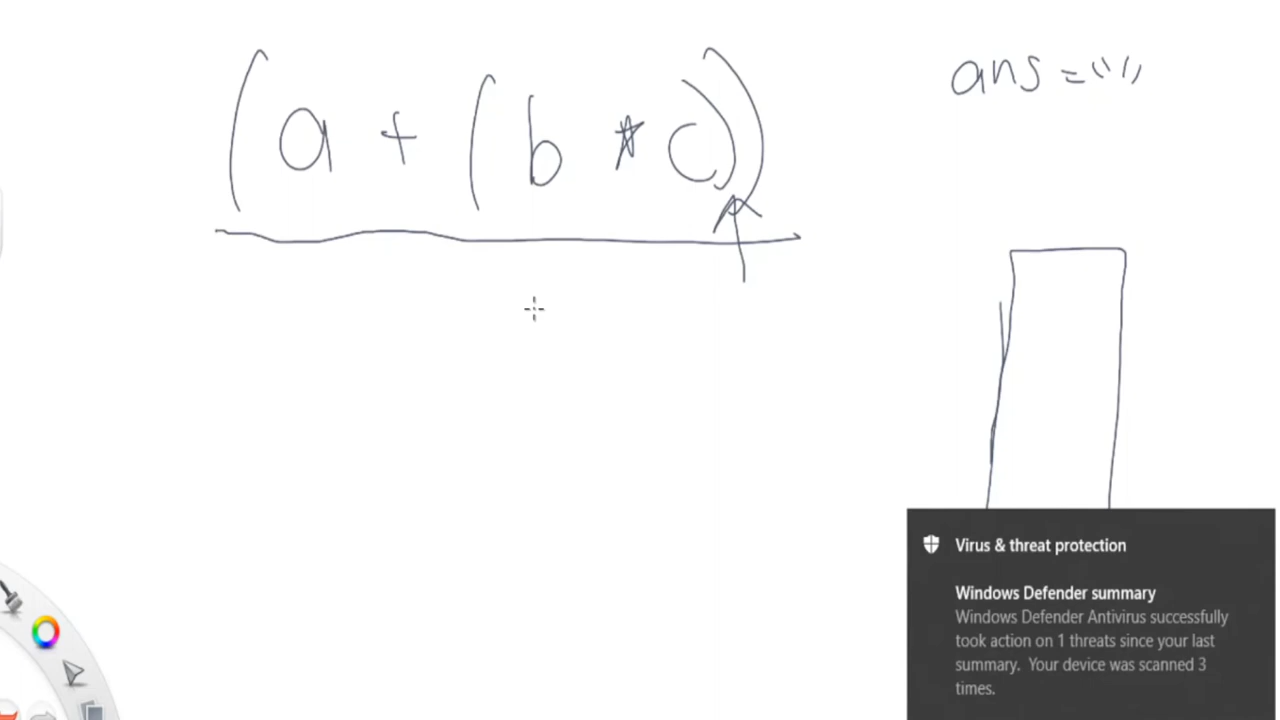 (a + (b * c))
ans = ""
Virus & threat protection
Windows Defender summary
Windows Defender Antivirus successfully
took action on 1 threats since your last
summary. Your device was scanned 3
times.